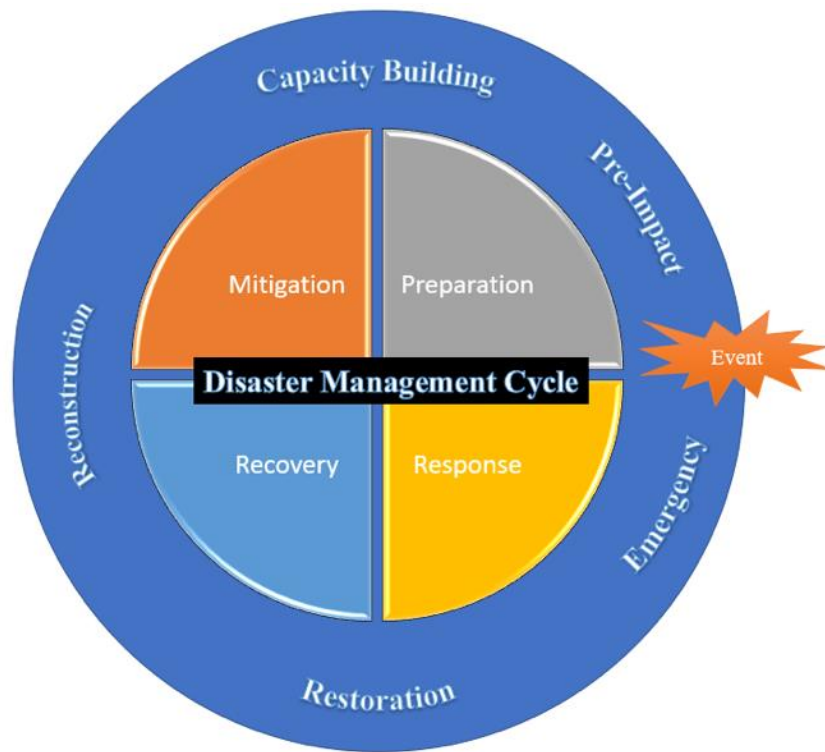 Capacity Building
Pre-Impact
Mitigation
Preparation
Reconstruction
Event
Disaster Management Cycle
Recovery
Response
Emergency
Restoration